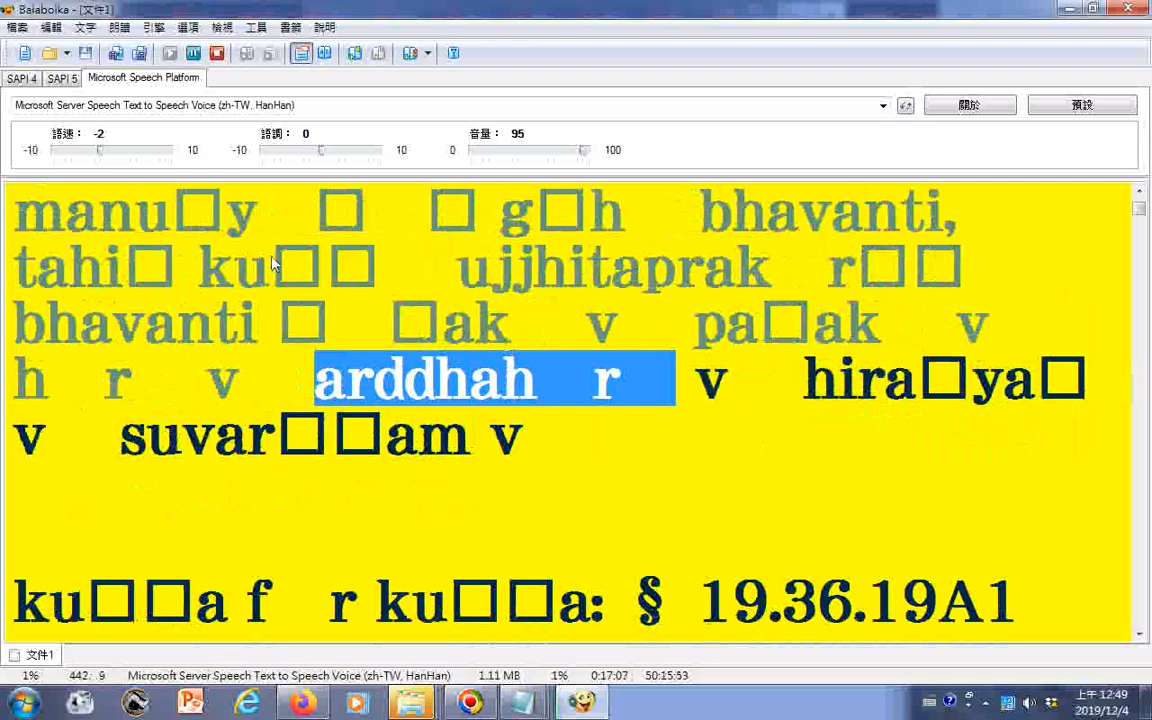 Balabolka - [文件1]
檔案 編輯 文字 朗讀 引擎 選項 檢視 工具 書籤 說明
SAPI 4 SAPI 5 Microsoft Speech Platform
Microsoft Server Speech Text to Speech Voice (zh-TW, HanHan) 關於 預設
語速： -2 語調： 0 音量： 95
-10 10 -10 10 0 100
manu□y □ □ g□h bhavanti,
tahi□ ku□□ ujjhitaprak r□□
bhavanti □ □ak v pa□ak v
h r v arddhah r v hira□ya□
v suvar□□am v
ku□□a f r ku□□a: § 19.36.19A1
文件1
1% 442: 9 Microsoft Server Speech Text to Speech Voice (zh-TW, HanHan) 1.11 MB 1% 0:17:07 50:15:53
上午 12:49
2019/12/4